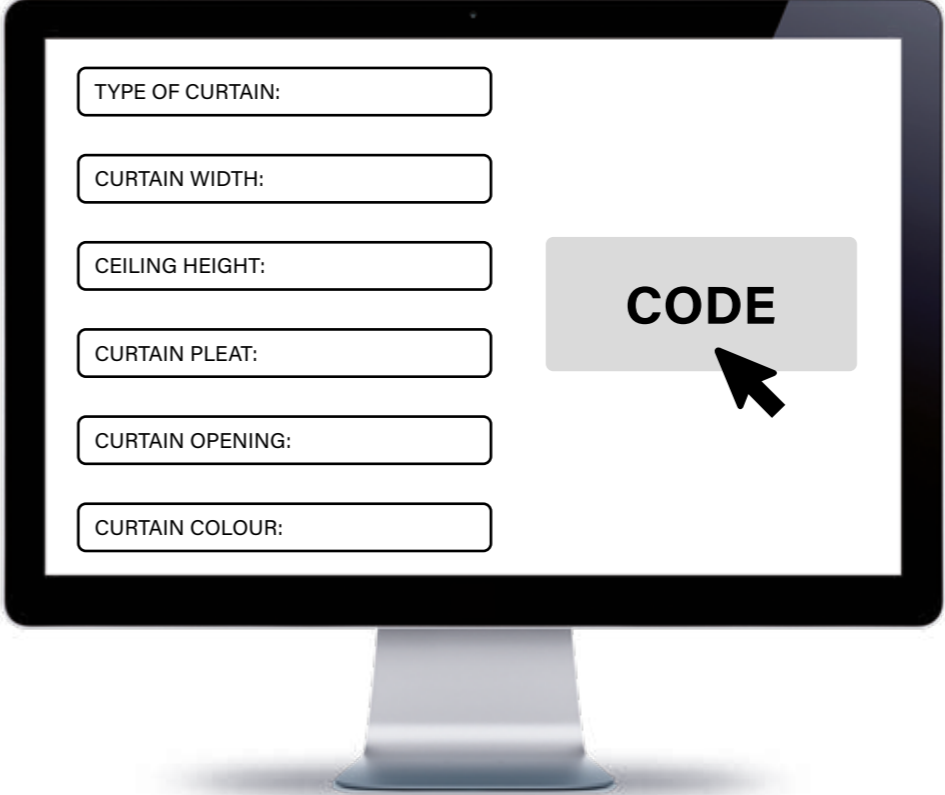 TYPE OF CURTAIN:
CURTAIN WIDTH:
CEILING HEIGHT:
CURTAIN PLEAT:
CURTAIN OPENING:
CURTAIN COLOUR:
CODE